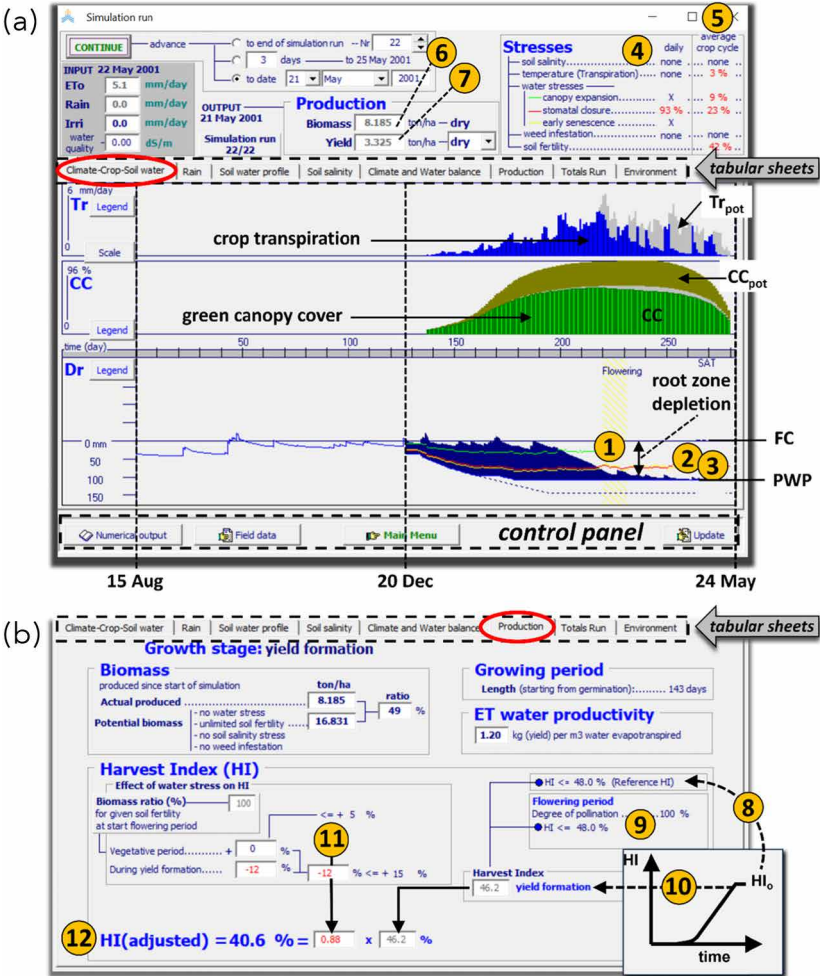 (a)
Simulation run
5
CONTINUE
advance
to end of simulation run -- Nr 22
3 days ---- to 25 May 2001
to date 21 May 2001
6
7
Stresses
4
daily
average
crop cycle
soil salinity none none
temperature (Transpiration) none 3 %
water stresses
canopy expansion X 9 %
stomatal closure 93 % 23 %
early senescence X
weed infestation none none
soil fertility 42 %
INPUT 22 May 2001
ETo 5.1 mm/day
Rain 0.0 mm/day
Irri 0.0 mm/day
water
quality 0.00 dS/m
OUTPUT
21 May 2001
Simulation run
22/22
Production
Biomass 8.185 ton/ha dry
Yield 3.325 ton/ha dry
Climate-Crop-Soil water Rain Soil water profile Soil salinity Climate and Water balance Production Totals Run Environment
tabular sheets
6 mm/day
Tr
Legend
0
Scale
crop transpiration
Trpot
96 %
CC
0
Legend
green canopy cover
CCpot
CC
time (day) 50 100 150 200 250
Dr
Legend
Flowering
SAT
root zone
depletion
1
2
3
0 mm
50
100
150
FC
PWP
Numerical output
Field data
Main Menu
control panel
Update
15 Aug
20 Dec
24 May
(b)
Climate-Crop-Soil water Rain Soil water profile Soil salinity Climate and Water balance Production Totals Run Environment
tabular sheets
Growth stage: yield formation
Biomass
produced since start of simulation ton/ha
Actual produced 8.185
ratio
49 %
Potential biomass
- no water stress
- unlimited soil fertility 16.831
- no soil salinity stress
- no weed infestation
Growing period
Length (starting from germination):......... 143 days
ET water productivity
1.20 kg (yield) per m3 water evapotranspired
Harvest Index (HI)
Effect of water stress on HI
Biomass ratio (%) 100
for given soil fertility
at start flowering period
<= + 5 %
Vegetative period...... + 0 %
During yield formation...... -12 %
11
-12 % <= + 15 %
HI <= 48.0 % (Reference HI)
Flowering period
Degree of pollination 100 %
HI <= 48.0 %
9
8
Harvest Index
46.2 yield formation
10
HI
HIo
time
12
HI(adjusted) = 40.6 % = 0.88 x 46.2 %